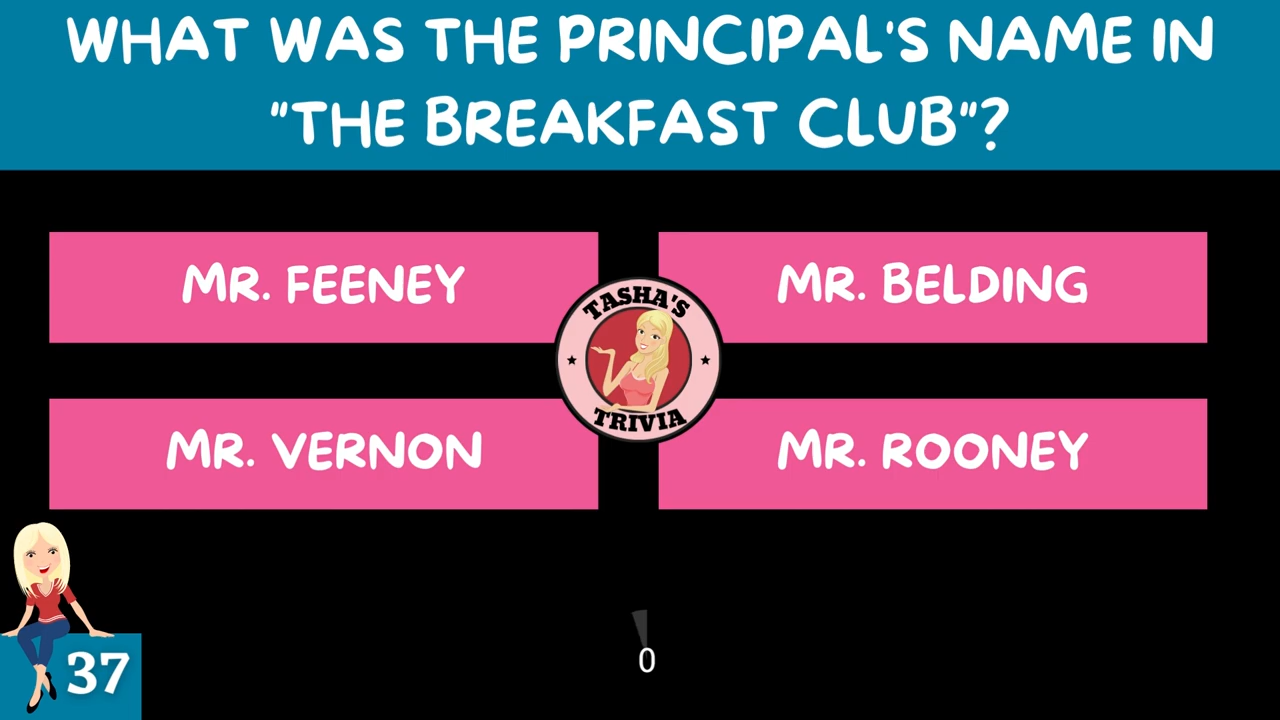 WHAT WAS THE PRINCIPAL'S NAME IN
"THE BREAKFAST CLUB"?
MR. FEENEY
MR. BELDING
TASHA'S
TRIVIA
MR. VERNON
MR. ROONEY
37
0